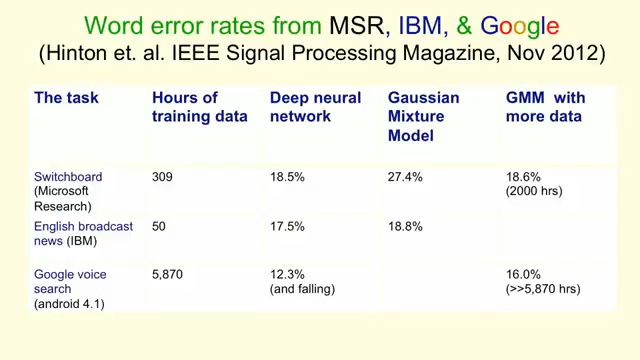 Word error rates from MSR, IBM, & Google
(Hinton et. al. IEEE Signal Processing Magazine, Nov 2012)
The task Hours of training data Deep neural network Gaussian Mixture Model GMM with more data
Switchboard (Microsoft Research) 309 18.5% 27.4% 18.6% (2000 hrs)
English broadcast news (IBM) 50 17.5% 18.8%
Google voice search (android 4.1) 5,870 12.3% (and falling) 16.0% (>>5,870 hrs)